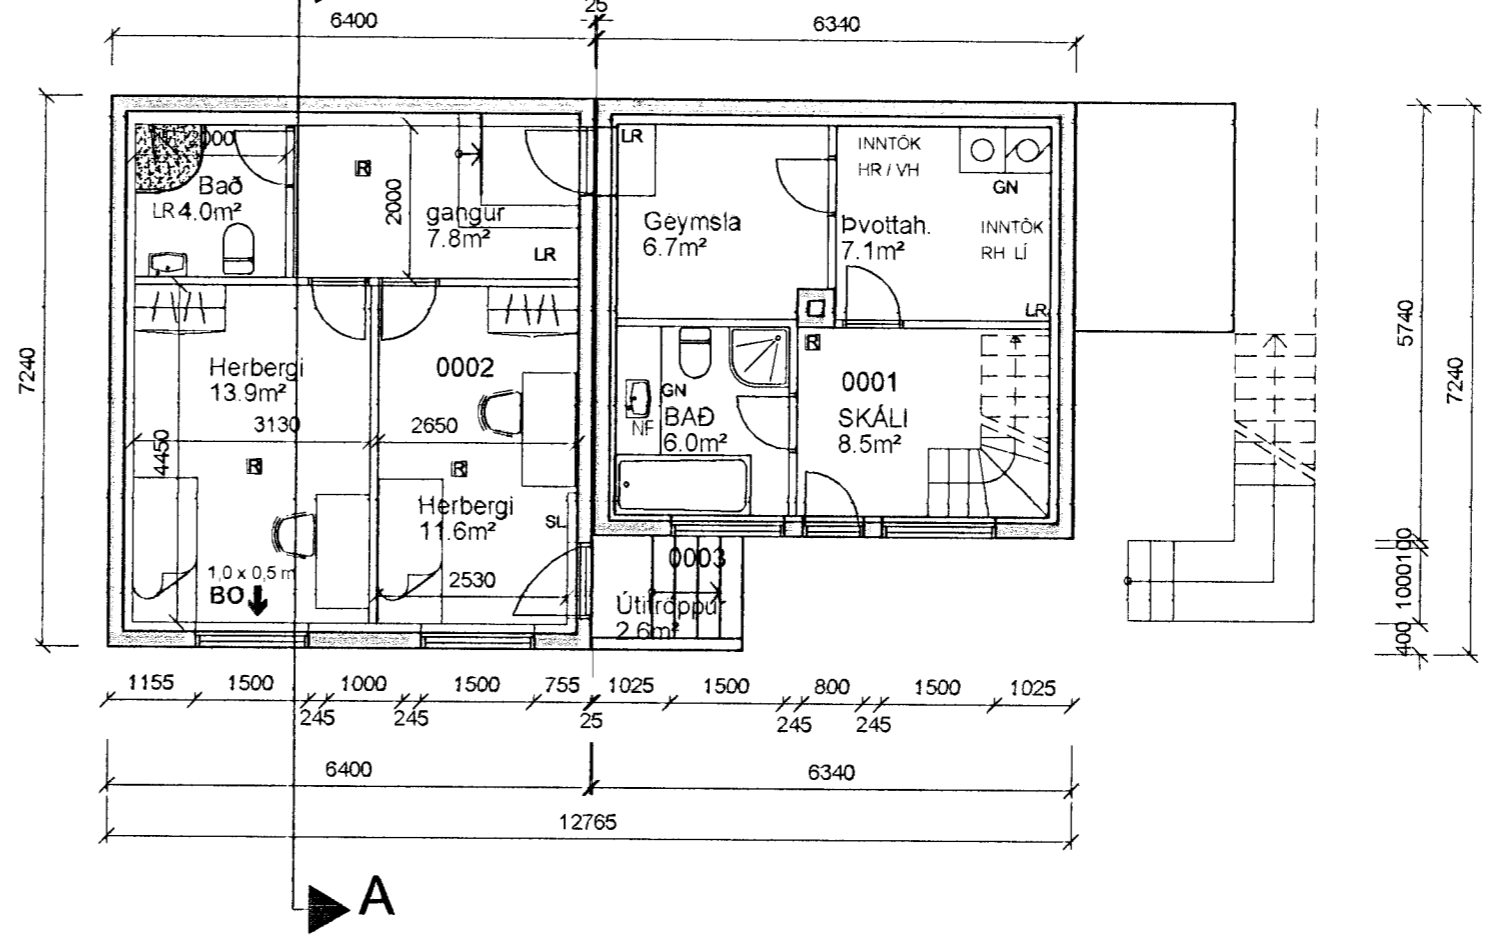 25
6400
6340
7240
000
Bað
LR 4.0m²
R
2000
gangur
7.8m²
LR
LR
Geymsla
6.7m²
INNTÖK
HR / VH
GN
Þvottah.
7.1m²
INNTÖK
RH LÍ
LR
Herbergi
13.9m²
3130
4450
R
0002
2650
R
Herbergi
11.6m²
SL
2530
1,0 x 0,5 m
BO
GN
NF
BAÐ
6.0m²
R
0001
SKÁLI
8.5m²
0003
Útitröppur
2.6m²
5740
7240
100
1000
400
1155
1500
245
1000
245
1500
755
25
1025
1500
245
800
245
1500
1025
6400
6340
12765
A